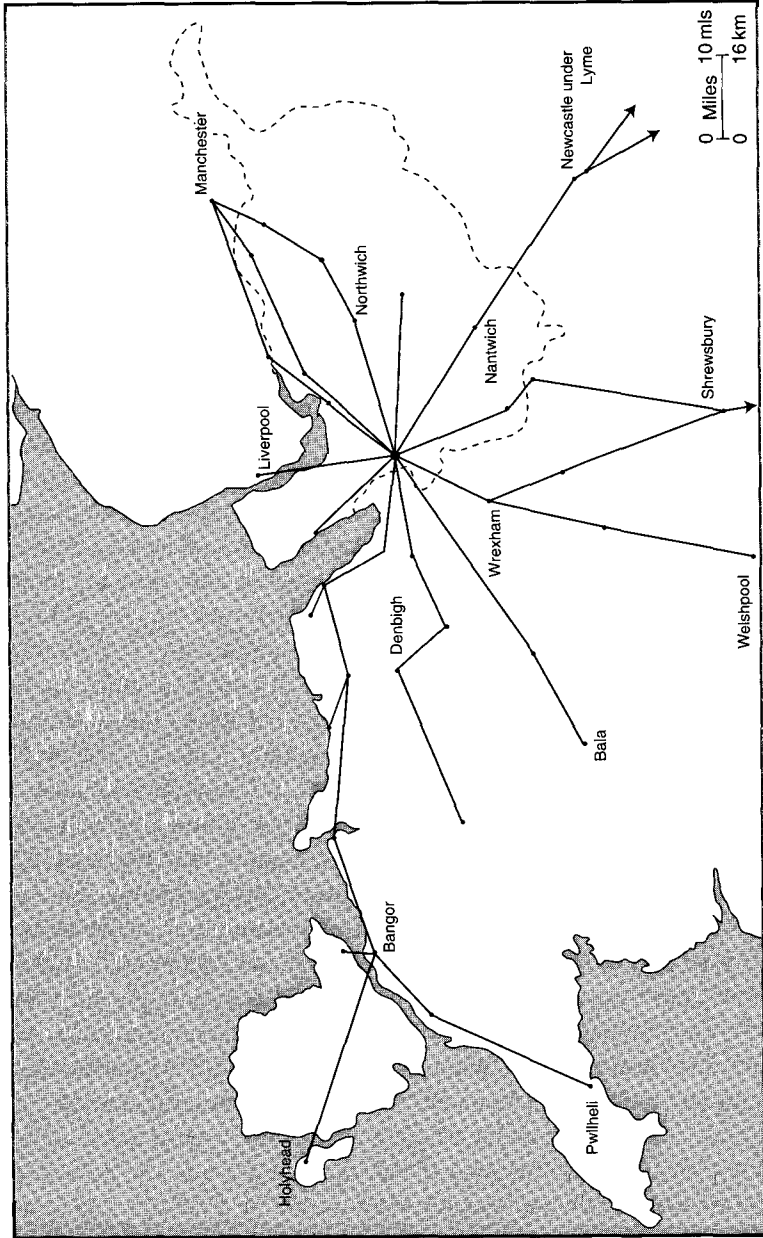 Manchester
Liverpool
Northwich
Holyhead
Bangor
Denbigh
Nantwich
Newcastle under
Lyme
Wrexham
Bala
Pwllheli
Shrewsbury
Welshpool
0 Miles 10 mls
0 16 km